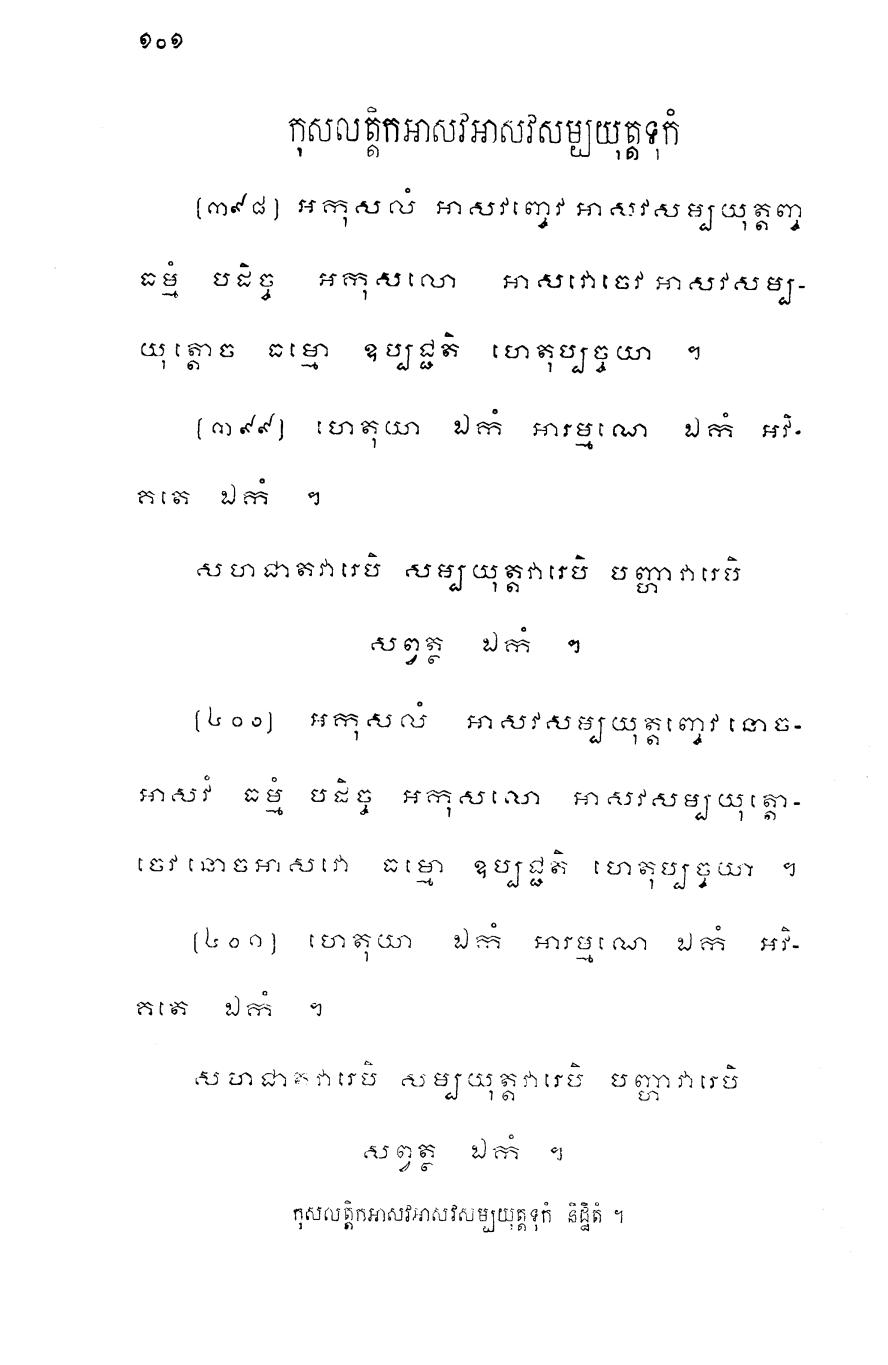 ១០១
កុសលត្តិកអាសវអាសវសម្បយុត្តទុកំ
[៣៩៨] អកុសលំ អាសវញ្ចេវ អាសវសម្បយុត្តញ្ច
ធម្មំ បដិច្ច អកុសលោ អាសវោចេវ អាសវសម្ប-
យុត្តោច ធម្មោ ឧប្បជ្ជតិ ហេតុប្បច្ចយា ។
[៣៩៩] ហេតុយា ឯកំ អារម្មណេ ឯកំ អវិ-
គតេ ឯកំ ។
សហជាតវារេបិ សម្បយុត្តវារេបិ បញ្ហាវារេបិ
សព្វត្ថ ឯកំ ។
[៤០០] អកុសលំ អាសវសម្បយុត្តញ្ចេវ នោច-
អាសវំ ធម្មំ បដិច្ច អកុសលោ អាសវសម្បយុត្តោ-
ចេវ នោចអាសវោ ធម្មោ ឧប្បជ្ជតិ ហេតុប្បច្ចយា ។
[៤០១] ហេតុយា ឯកំ អារម្មណេ ឯកំ អវិ-
គតេ ឯកំ ។
សហជាតវារេបិ សម្បយុត្តវារេបិ បញ្ហាវារេបិ
សព្វត្ថ ឯកំ ។
កុសលត្តិកអាសវអាសវសម្បយុត្តទុកំ និដ្ឋិតំ ។